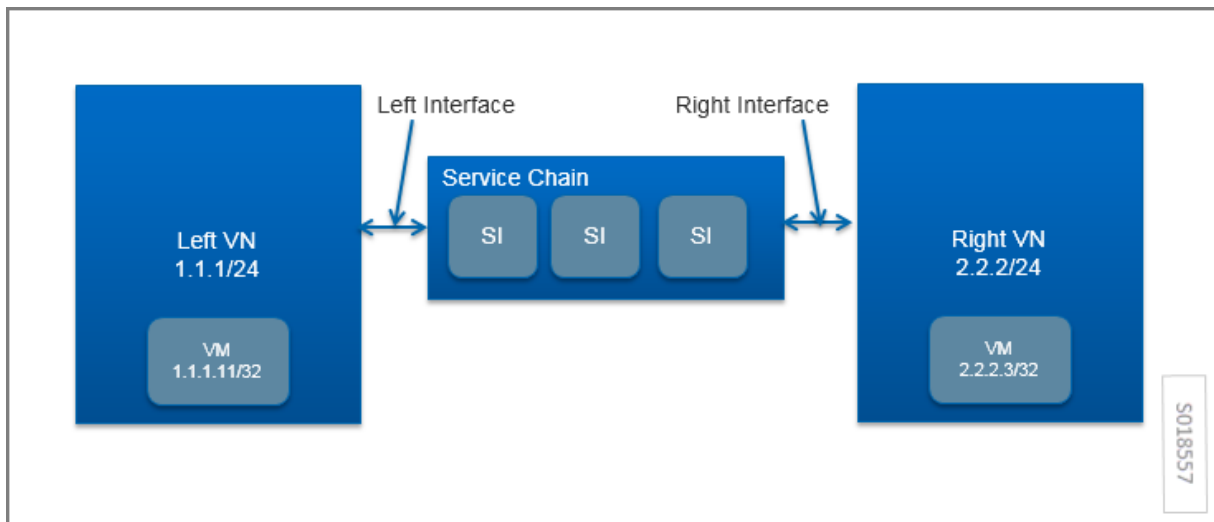 Left Interface
Right Interface
Service Chain
SI
SI
SI
Left VN
1.1.1/24
Right VN
2.2.2/24
VM
1.1.1.11/32
VM
2.2.2.3/32
S018557